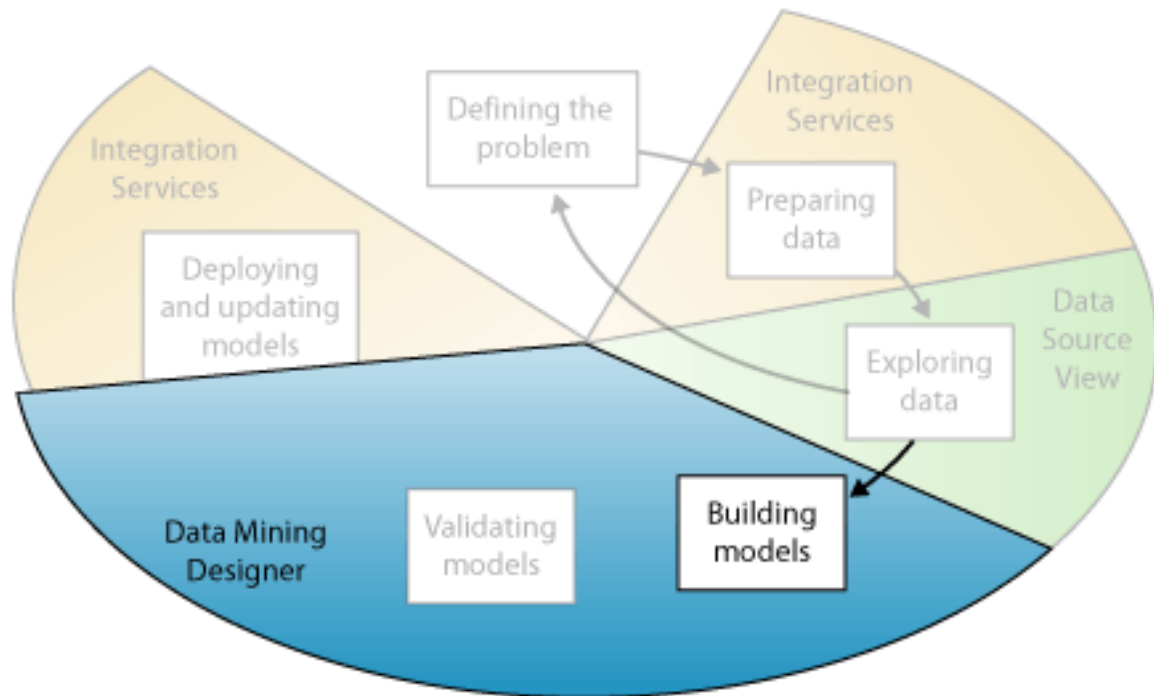 Integration
Services
Defining the
problem
Integration
Services
Preparing
data
Deploying
and updating
models
Data
Source
View
Exploring
data
Data Mining
Designer
Validating
models
Building
models